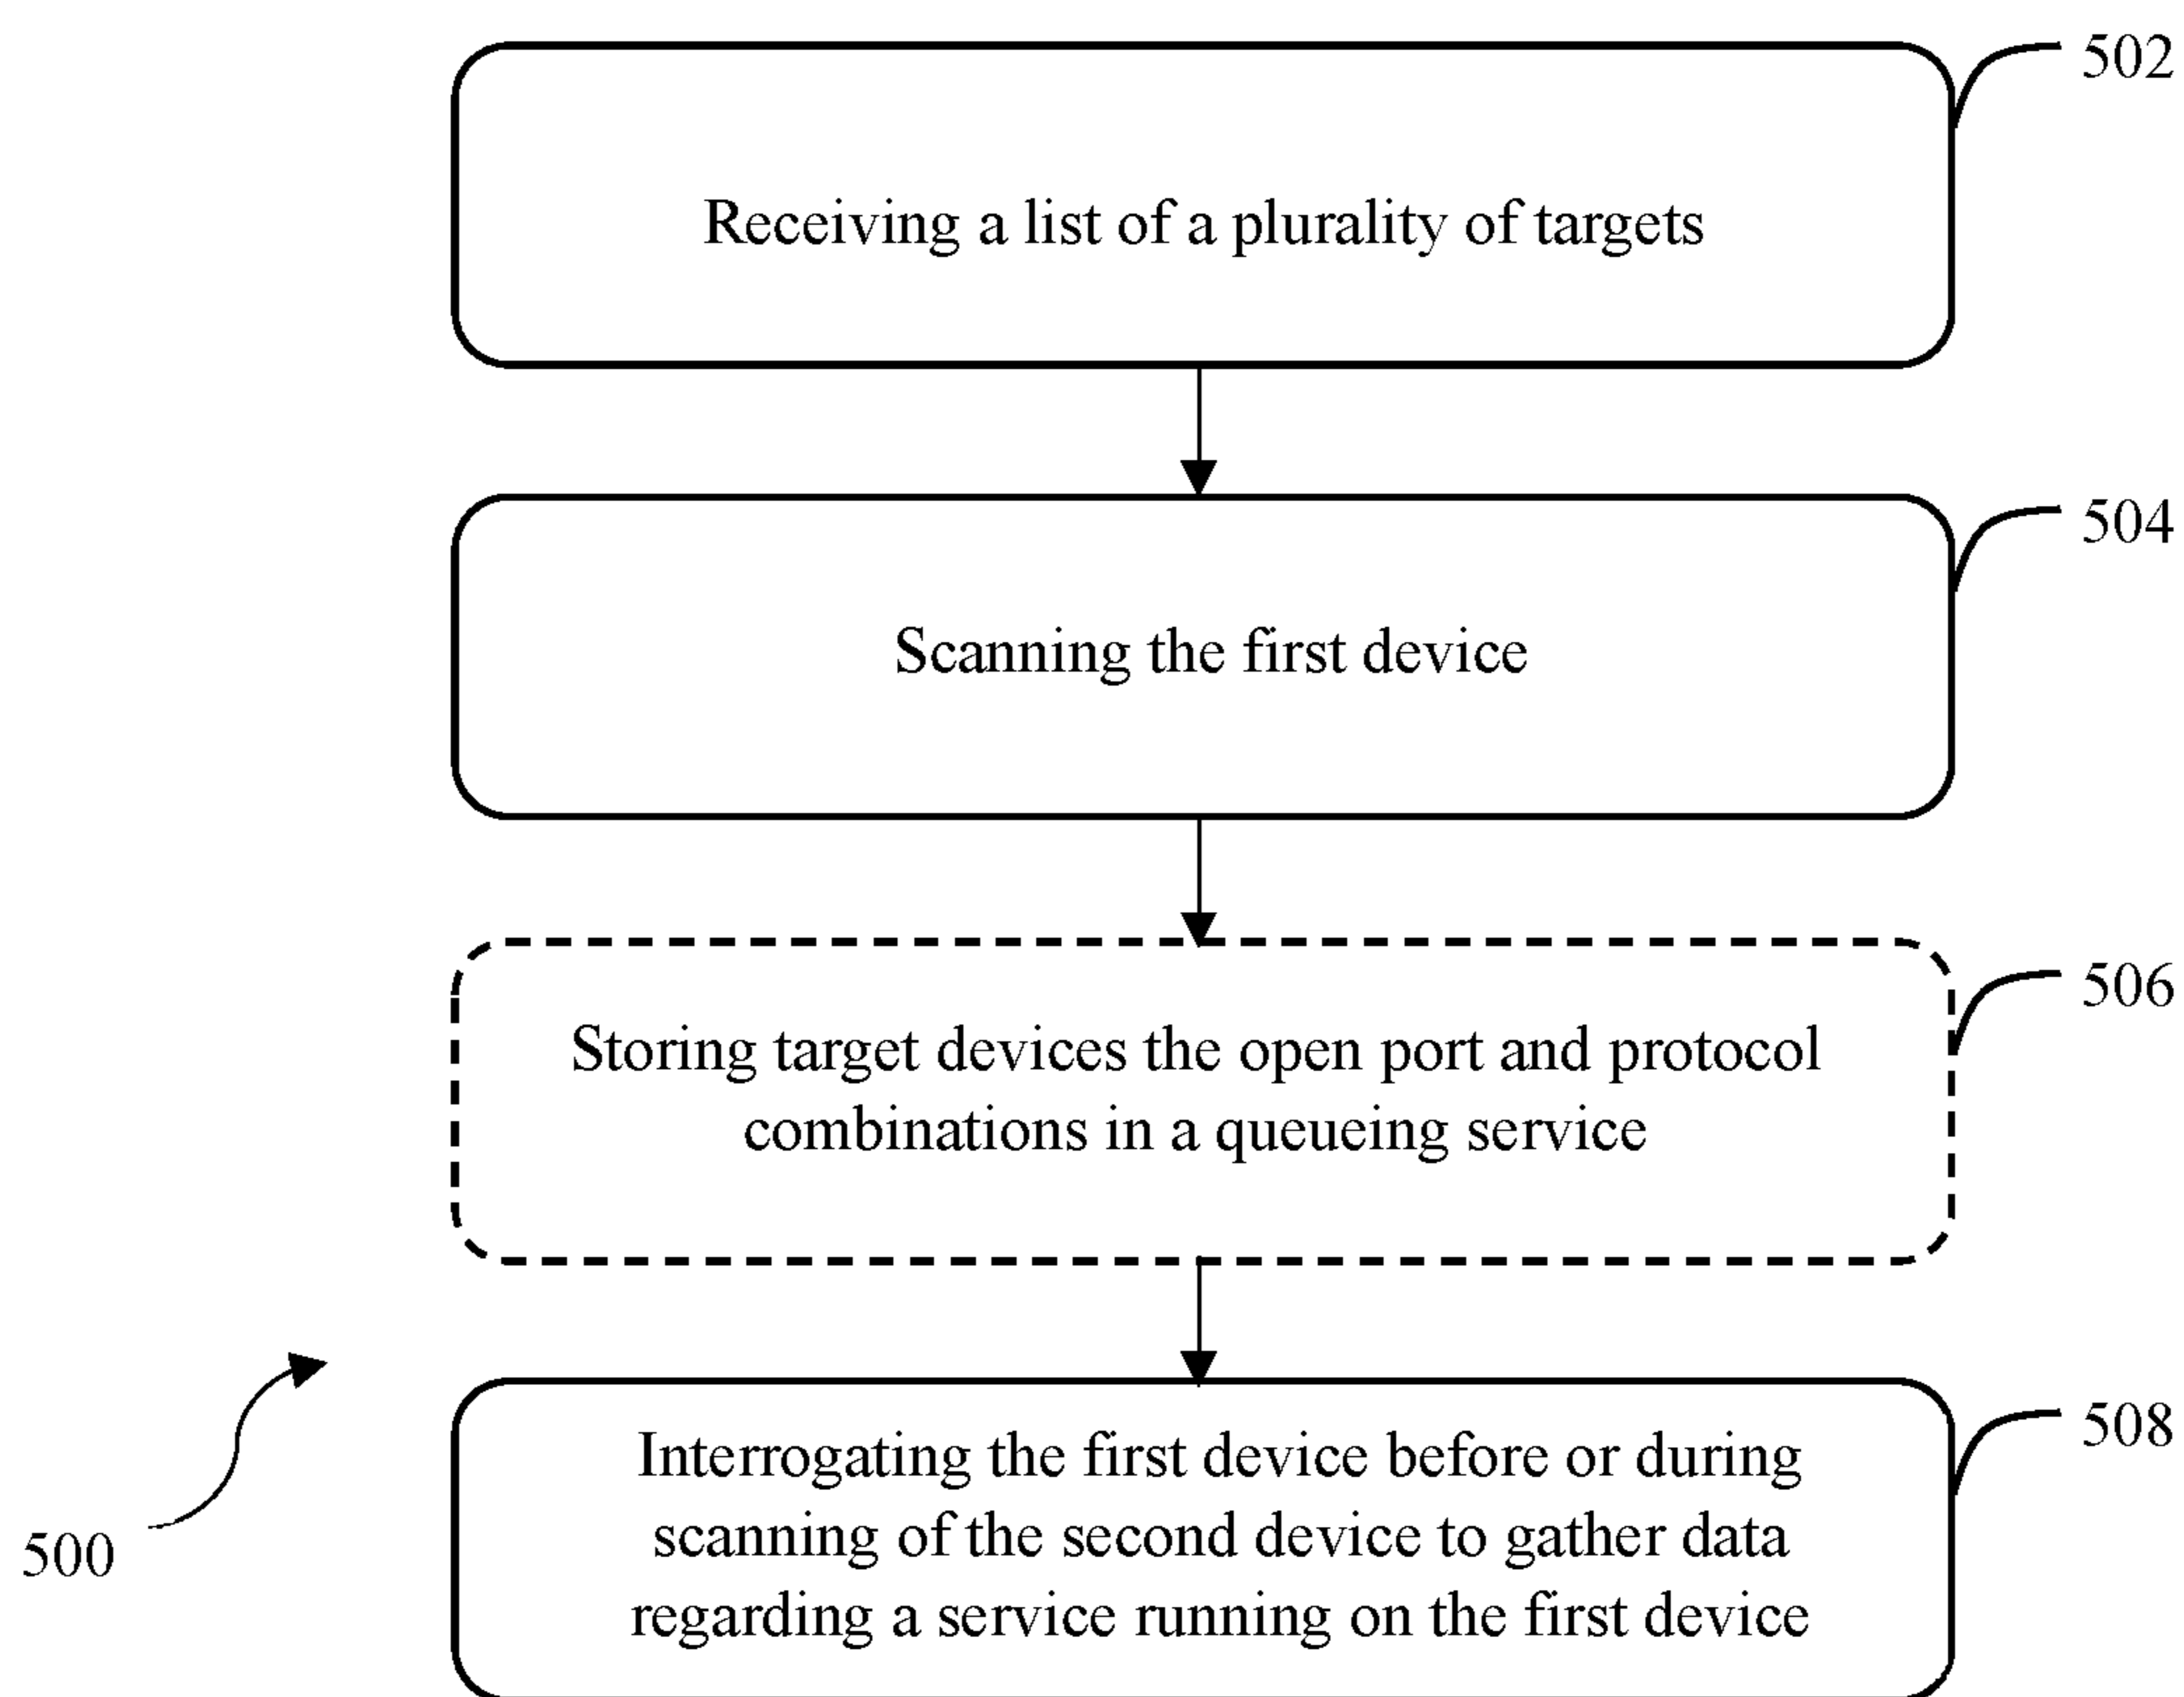 502
Receiving a list of a plurality of targets
504
Scanning the first device
506
Storing target devices the open port and protocol
combinations in a queueing service
508
Interrogating the first device before or during
scanning of the second device to gather data
regarding a service running on the first device
500